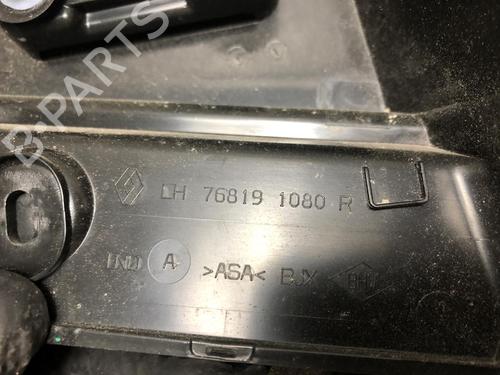 B-PARTS
LH 76819 1080 R
IND A >ASA< BJX